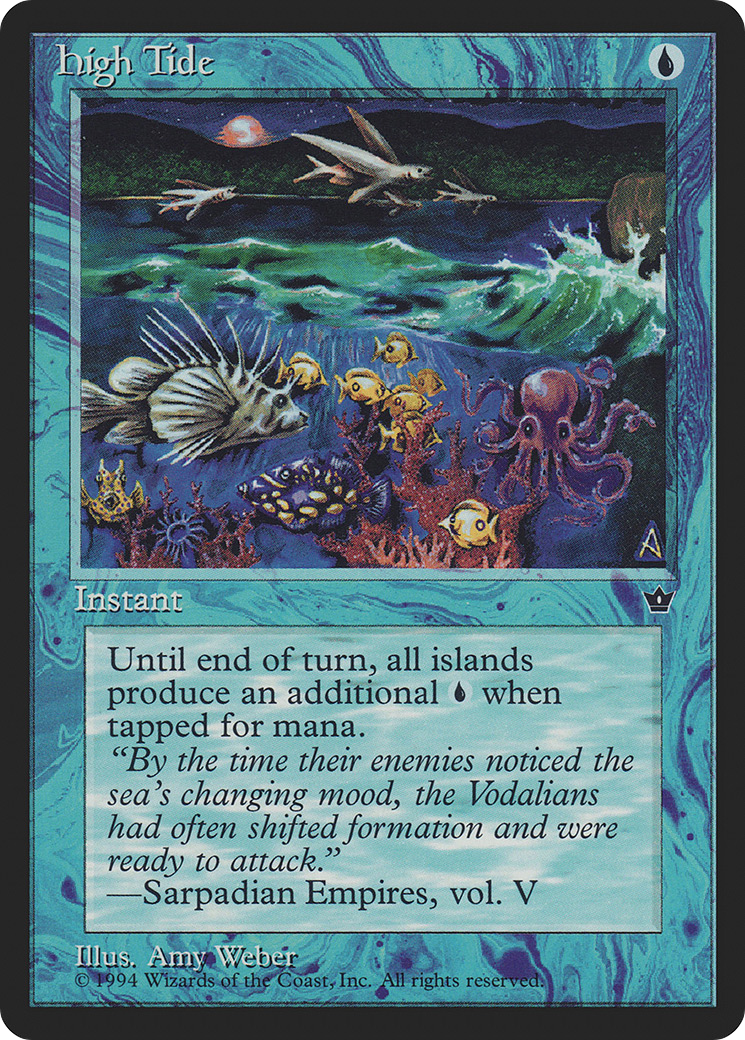 High Tide
Instant
Until end of turn, all islands
produce an additional when
tapped for mana.
“By the time their enemies noticed the
sea’s changing mood, the Vodalians
had often shifted formation and were
ready to attack.”
—Sarpadian Empires, vol. V
A
Illus. Amy Weber
© 1994 Wizards of the Coast, Inc. All rights reserved.